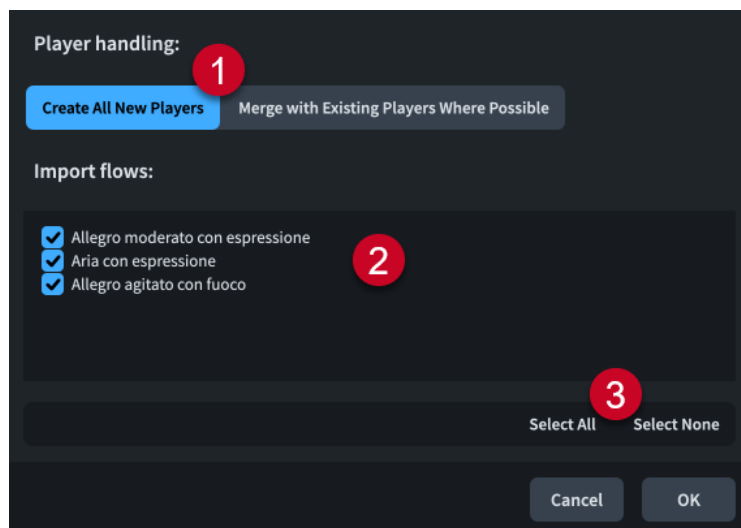 Player handling:
1
Create All New Players Merge with Existing Players Where Possible
Import flows:
Allegro moderato con espressione
Aria con espressione
Allegro agitato con fuoco
2
3
Select All Select None
Cancel OK